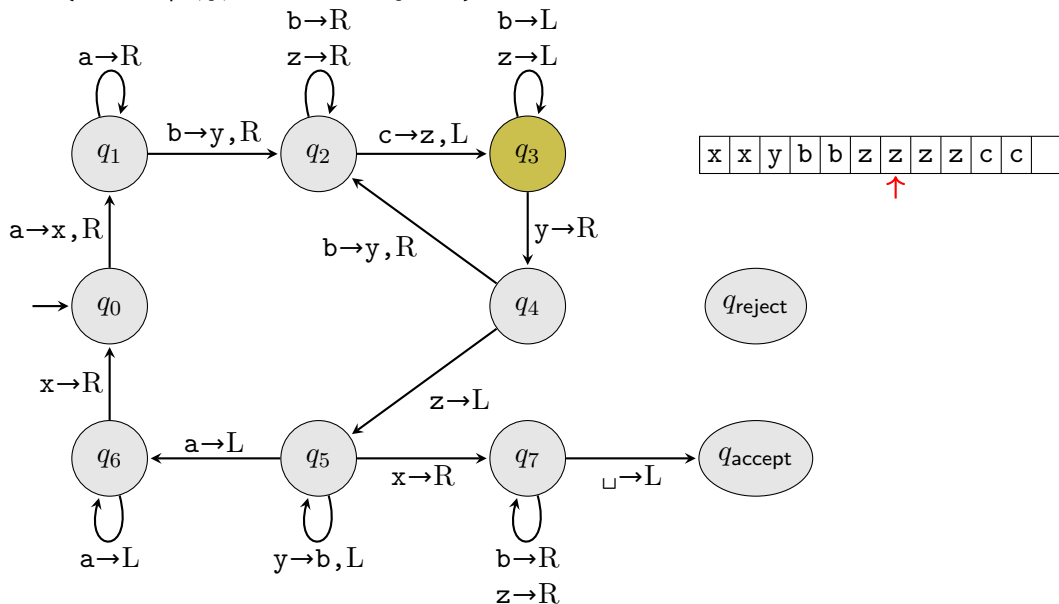 b→R
b→L
a→R
z→R
z→L
q1
b→y,R
q2
c→z,L
q3
x x y b b z z z z c c
↑
a→x,R
b→y,R
y→R
q0
q4
qreject
x→R
z→L
q6
a→L
q5
x→R
q7
␣→L
qaccept
a→L
y→b,L
b→R
z→R